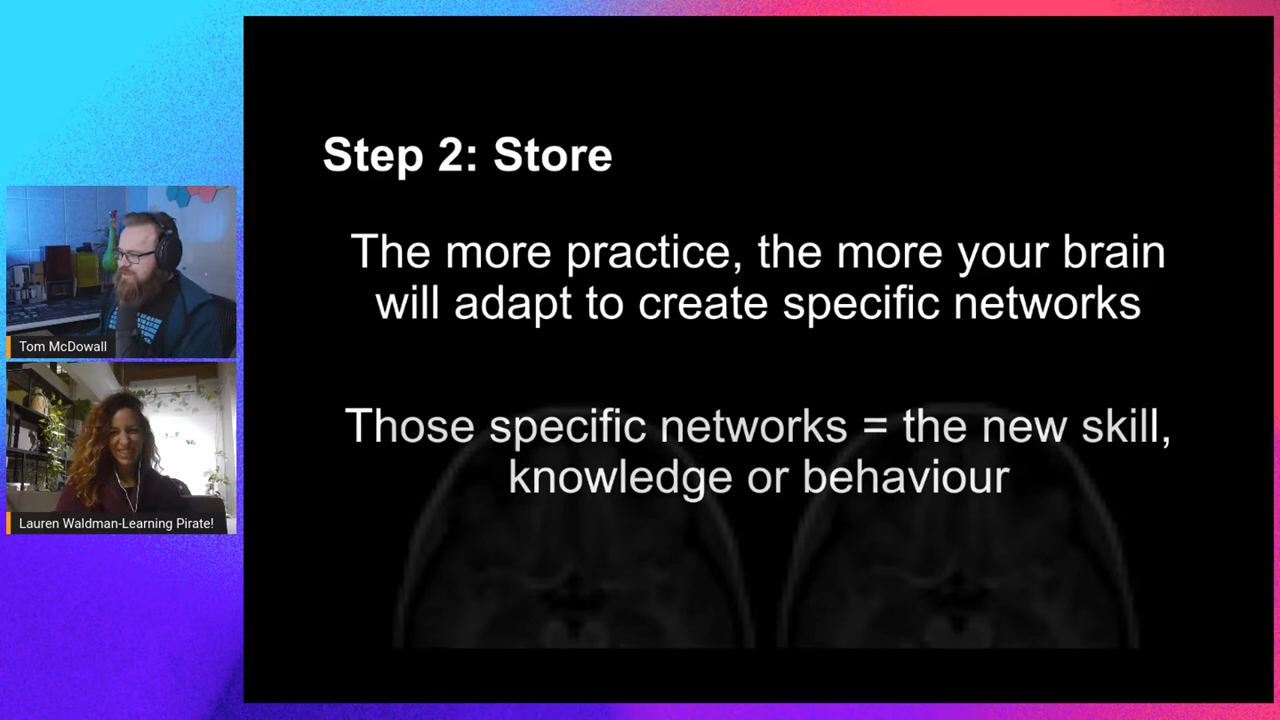 Step 2: Store
The more practice, the more your brain
will adapt to create specific networks
Those specific networks = the new skill,
knowledge or behaviour
Tom McDowall
Lauren Waldman-Learning Pirate!